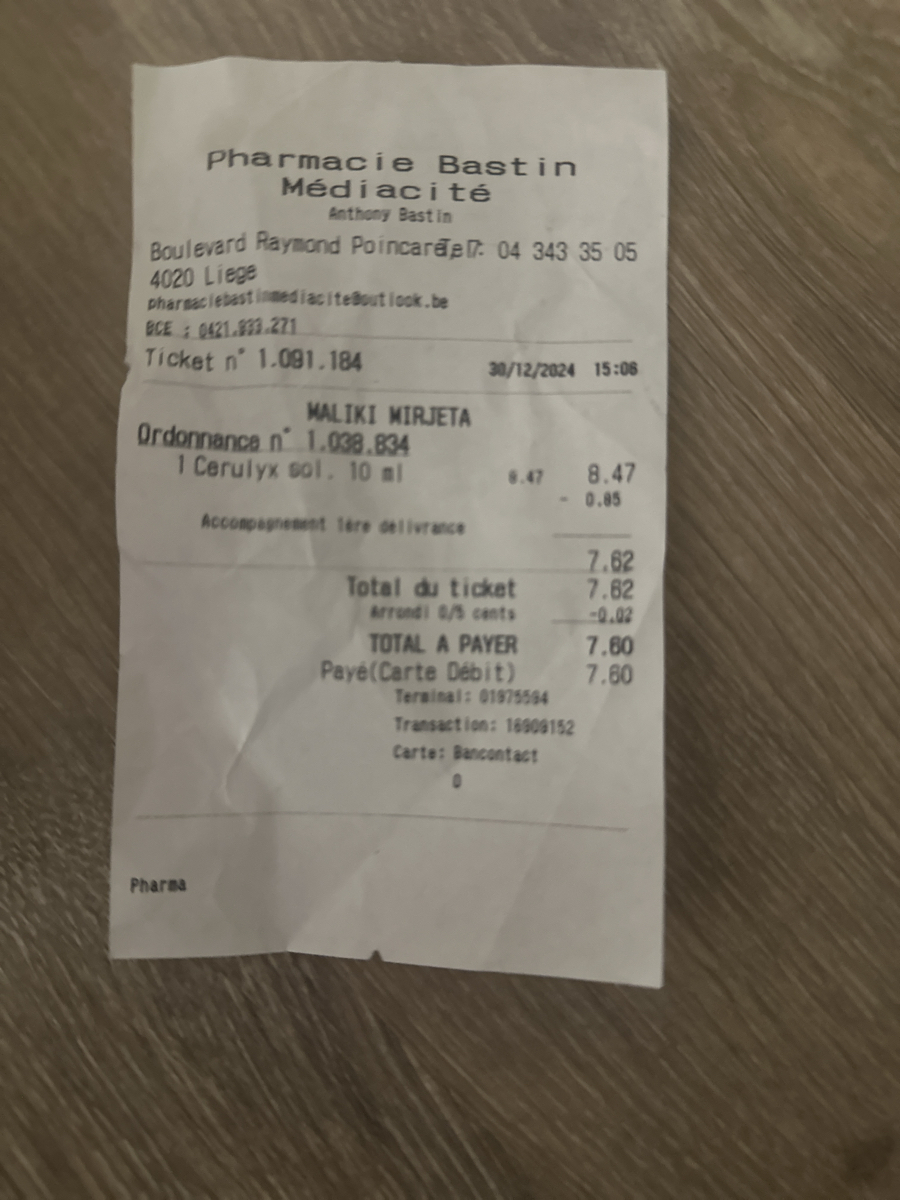 Pharmacie Bastin
Médiacité
Anthony Bastin
Boulevard Raymond Poincaré 7 Tel: 04 343 35 05
4020 Liege
pharmaciebastinmediacite@outlook.be
BCE : 0421.933.271
Ticket n° 1.091.184 30/12/2024 15:06
MALIKI MIRJETA
Ordonnance n° 1.038.834
1 Cerulyx sol. 10 ml 8.47 8.47
- 0.85
Accompagnement 1ère délivrance
7.62
Total du ticket 7.62
Arrondi 0/5 cents -0.02
TOTAL A PAYER 7.60
Payé(Carte Débit) 7.60
Terminal: 01975594
Transaction: 16909152
Carte: Bancontact
0
Pharma